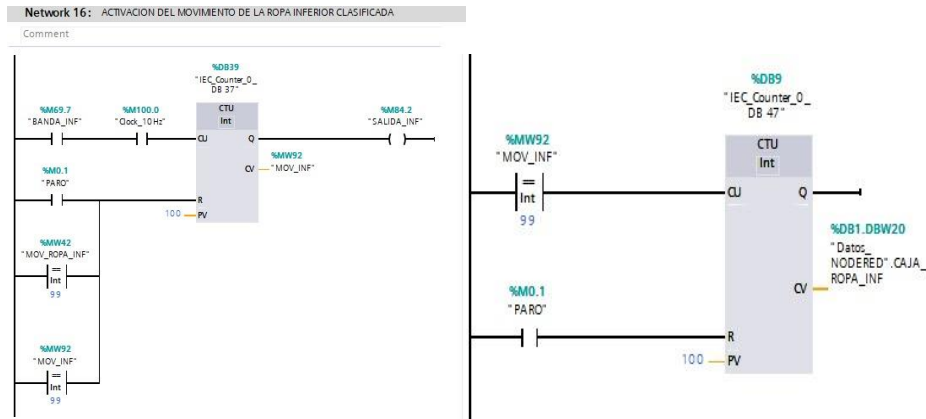 Network 16: ACTIVACION DEL MOVIMIENTO DE LA ROPA INFERIOR CLASIFICADA
Comment
%DB39
"IEC_Counter_0_
DB 37"
CTU
Int
%M69.7
"BANDA_INF"
%M100.0
"Clock_10Hz"
CU
Q
%M84.2
"SALIDA_INF"
CV
%MW92
"MOV_INF"
%M0.1
"PARO"
R
100
PV
%MW42
"MOV_ROPA_INF"
==
Int
99
%MW92
"MOV_INF"
==
Int
99
%DB9
"IEC_Counter_0_
DB 47"
CTU
Int
%MW92
"MOV_INF"
==
Int
99
CU
Q
%DB1.DBW20
"Datos_
NODERED".CAJA_
ROPA_INF
CV
%M0.1
"PARO"
R
100
PV